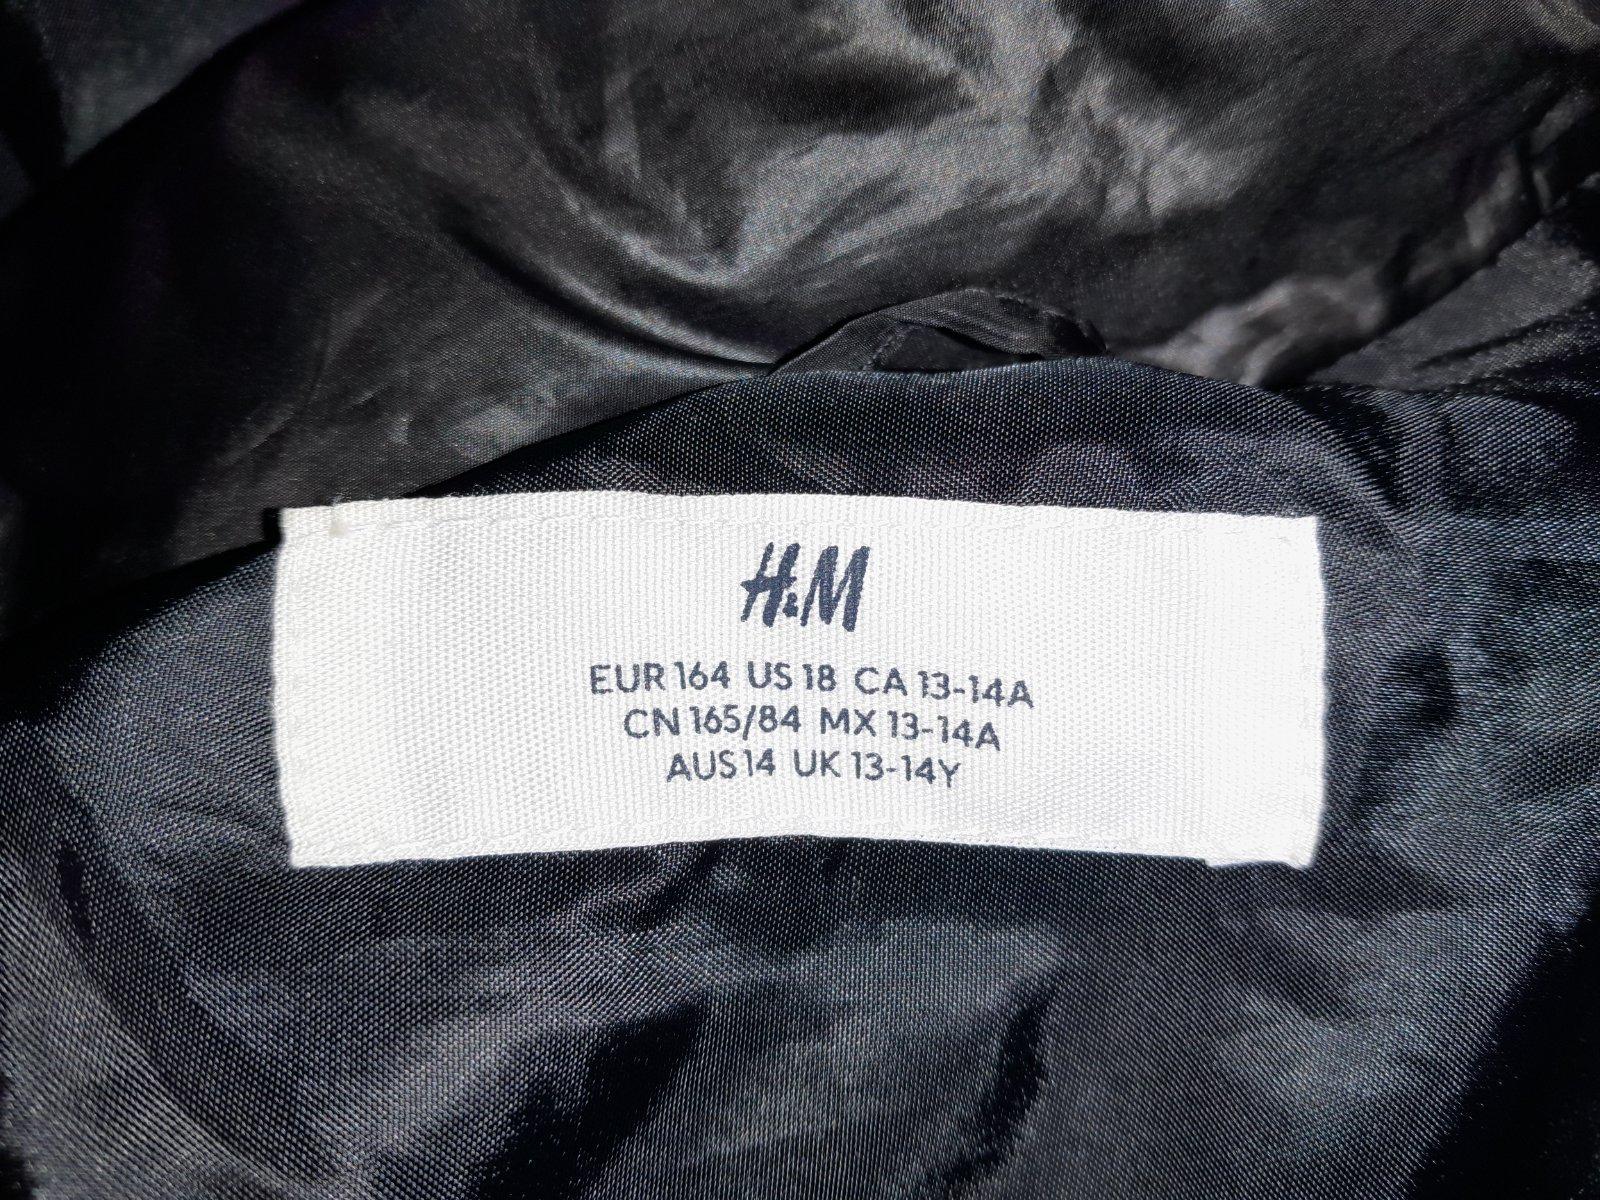 H&M
EUR 164 US 18 CA 13-14A
CN 165/84 MX 13-14A
AUS 14 UK 13-14Y